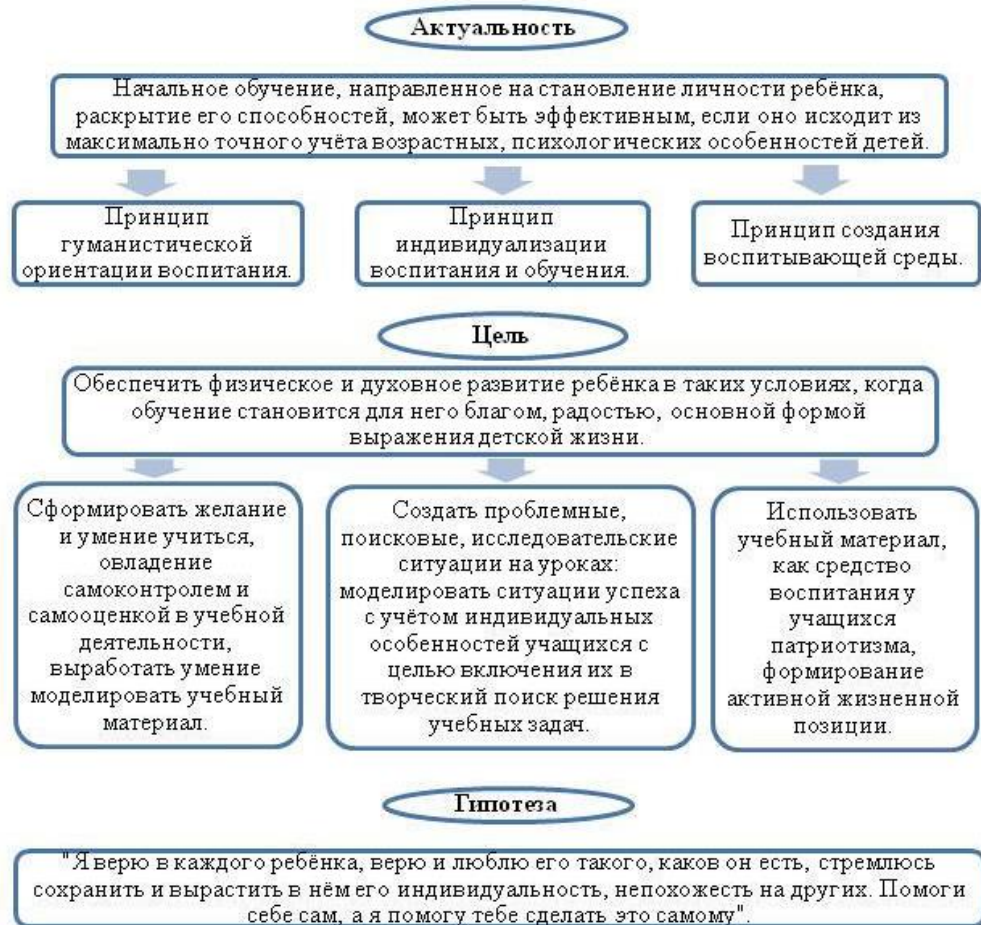 Актуальность
Начальное обучение, направленное на становление личности ребёнка,
раскрытие его способностей, может быть эффективным, если оно исходит из
максимально точного учёта возрастных, психологических особенностей детей.
Принцип
гуманистической
ориентации воспитания.
Принцип
индивидуализации
воспитания и обучения.
Принцип создания
воспитывающей среды.
Цель
Обеспечить физическое и духовное развитие ребёнка в таких условиях, когда
обучение становится для него благом, радостью, основной формой
выражения детской жизни.
Сформировать желание
и умение учиться,
овладение
самоконтролем и
самооценкой в учебной
деятельности,
выработать умение
моделировать учебный
материал.
Создать проблемные,
поисковые, исследовательские
ситуации на уроках:
моделировать ситуации успеха
с учётом индивидуальных
особенностей учащихся с
целью включения их в
творческий поиск решения
учебных задач.
Использовать
учебный материал,
как средство
воспитания у
учащихся
патриотизма,
формирование
активной жизненной
позиции.
Гипотеза
"Я верю в каждого ребёнка, верю и люблю его такого, каков он есть, стремлюсь
сохранить и вырастить в нём его индивидуальность, непохожесть на других. Помоги
себе сам, а я помогу тебе сделать это самому".